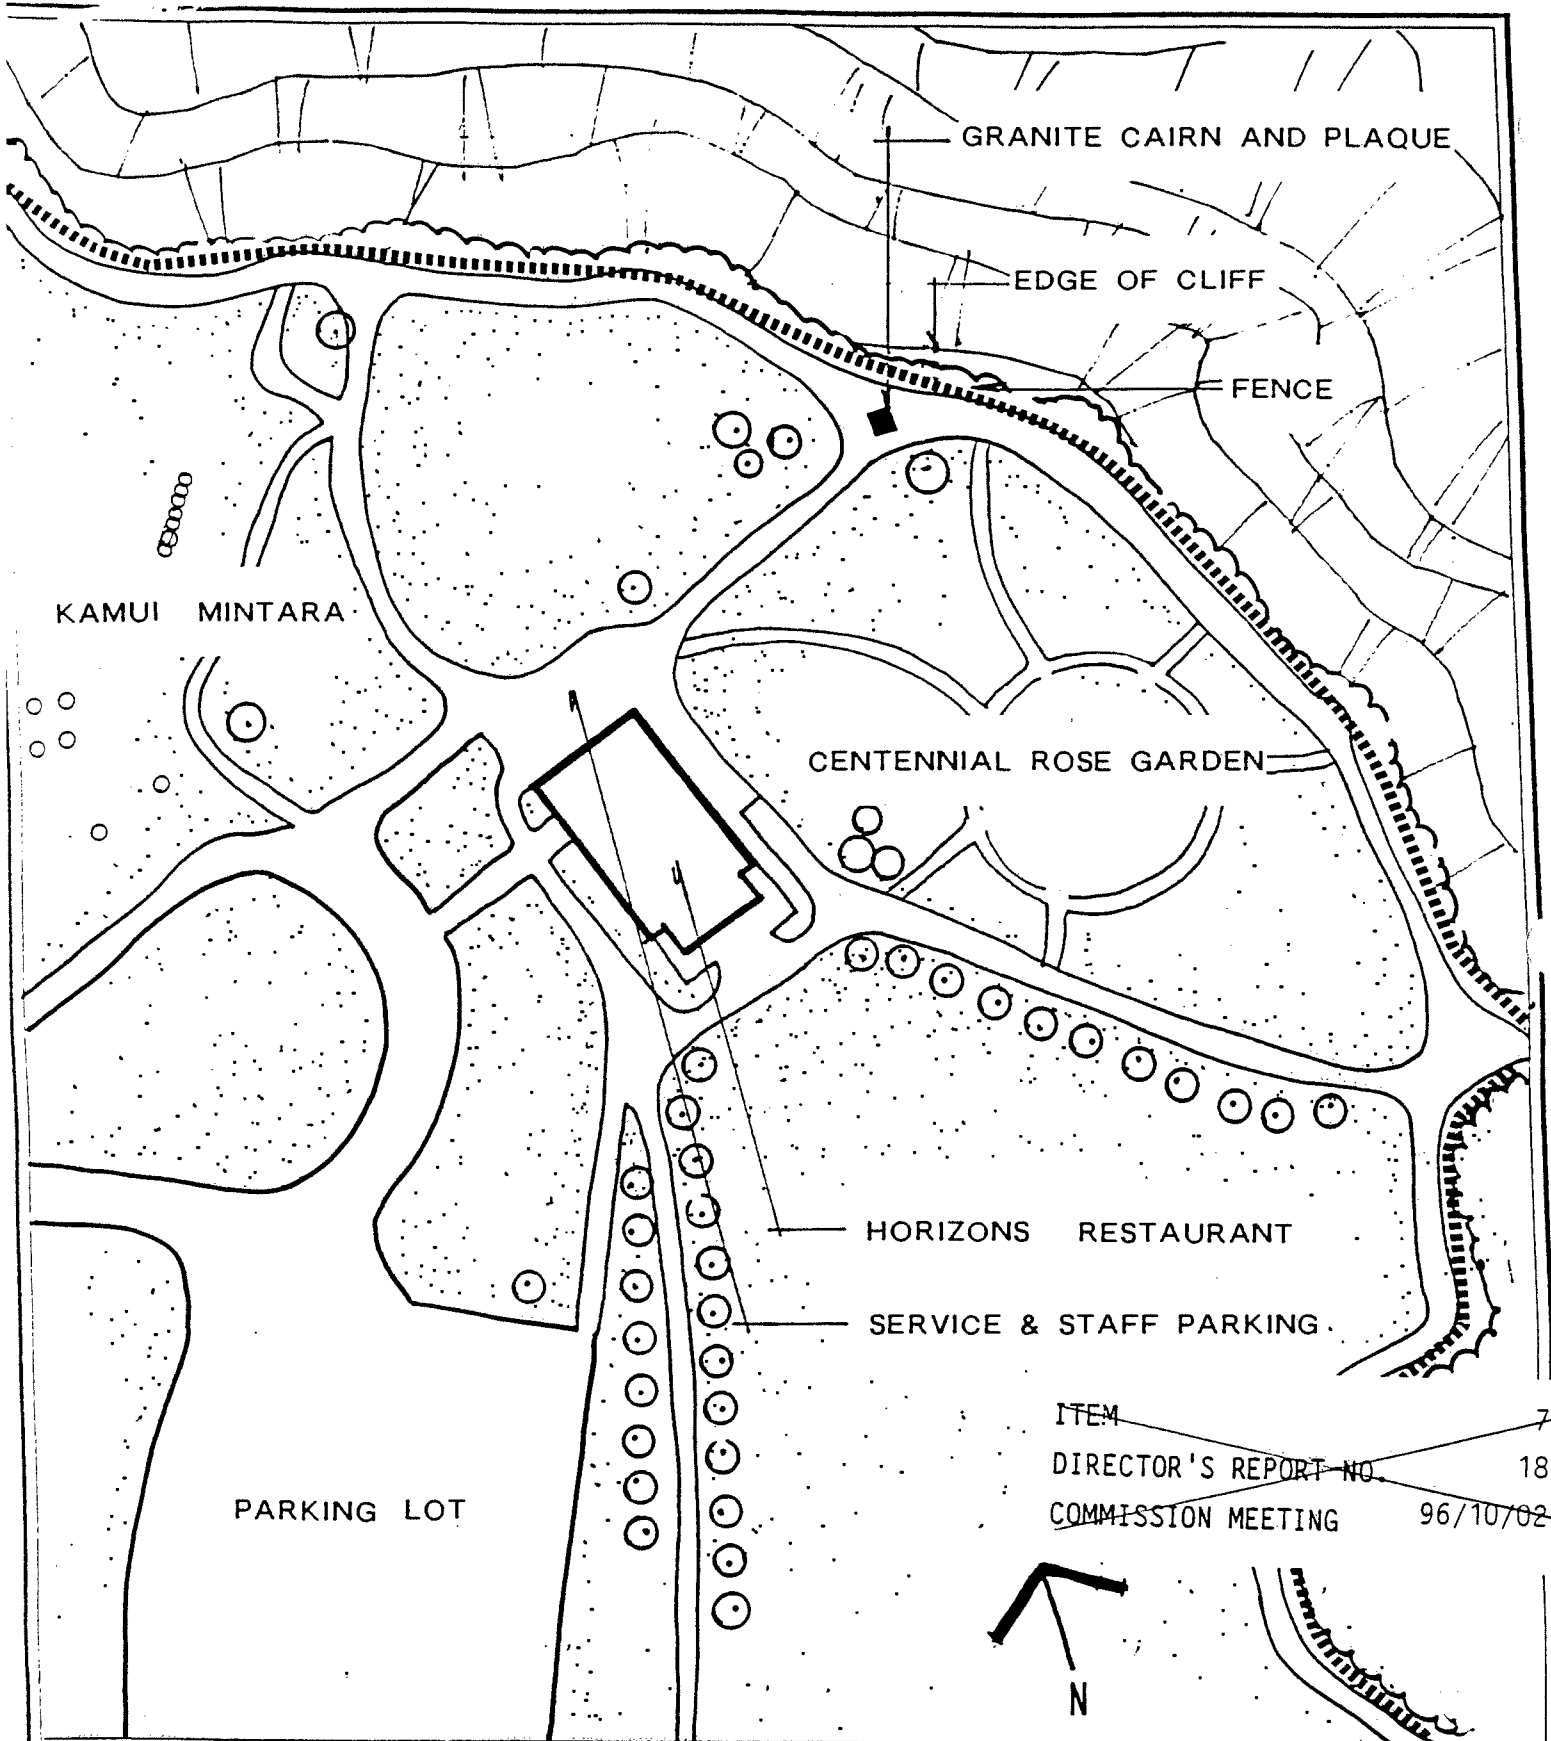 GRANITE CAIRN AND PLAQUE
EDGE OF CLIFF
FENCE
KAMUI MINTARA
CENTENNIAL ROSE GARDEN
HORIZONS RESTAURANT
SERVICE & STAFF PARKING
ITEM 7
DIRECTOR'S REPORT NO. 18
COMMISSION MEETING 96/10/02
PARKING LOT
N